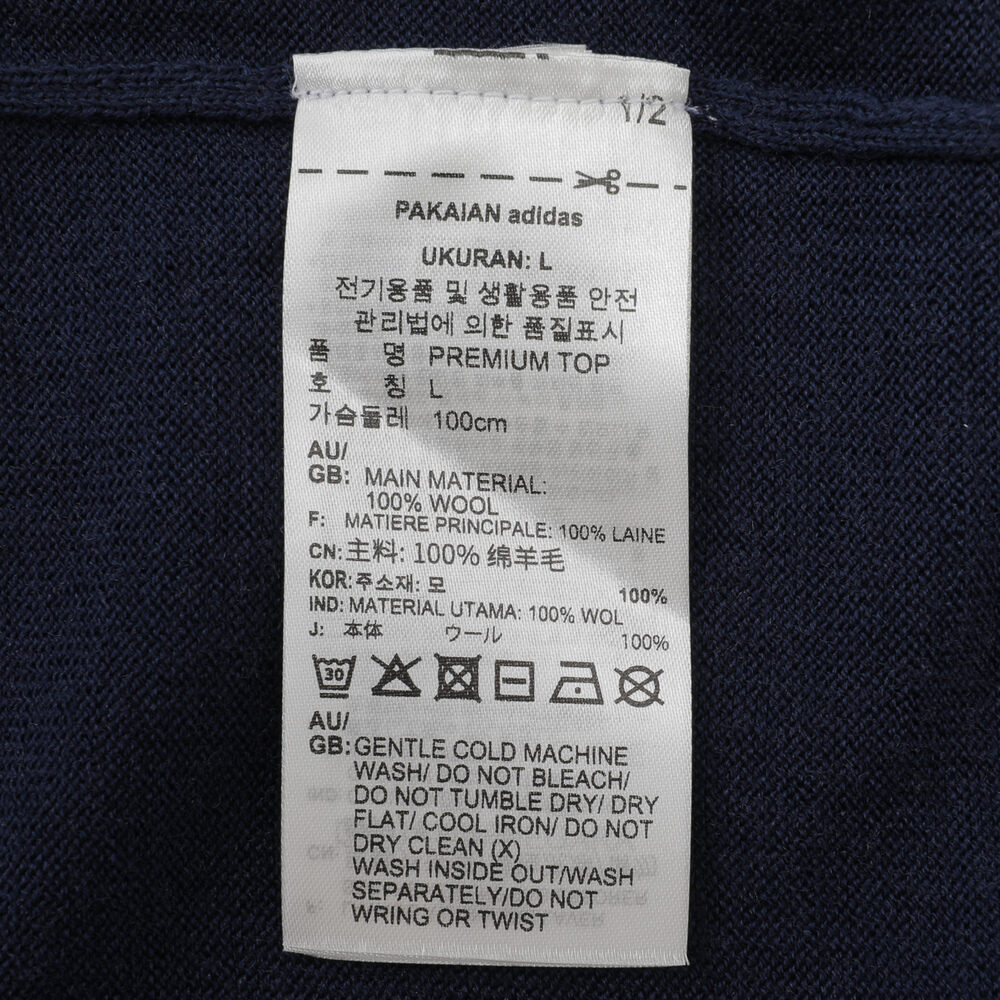 1/2
PAKAIAN adidas
UKURAN: L
전기용품 및 생활용품 안전
관리법에 의한 품질표시
품 명 PREMIUM TOP
호 칭 L
가슴둘레 100cm
AU/
GB: MAIN MATERIAL:
100% WOOL
F: MATIERE PRINCIPALE: 100% LAINE
CN: 主料: 100% 绵羊毛
KOR: 주소재: 모 100%
IND: MATERIAL UTAMA: 100% WOL
J: 本体 ウール 100%
30
AU/
GB: GENTLE COLD MACHINE
WASH/ DO NOT BLEACH/
DO NOT TUMBLE DRY/ DRY
FLAT/ COOL IRON/ DO NOT
DRY CLEAN (X)
WASH INSIDE OUT/WASH
SEPARATELY/DO NOT
WRING OR TWIST